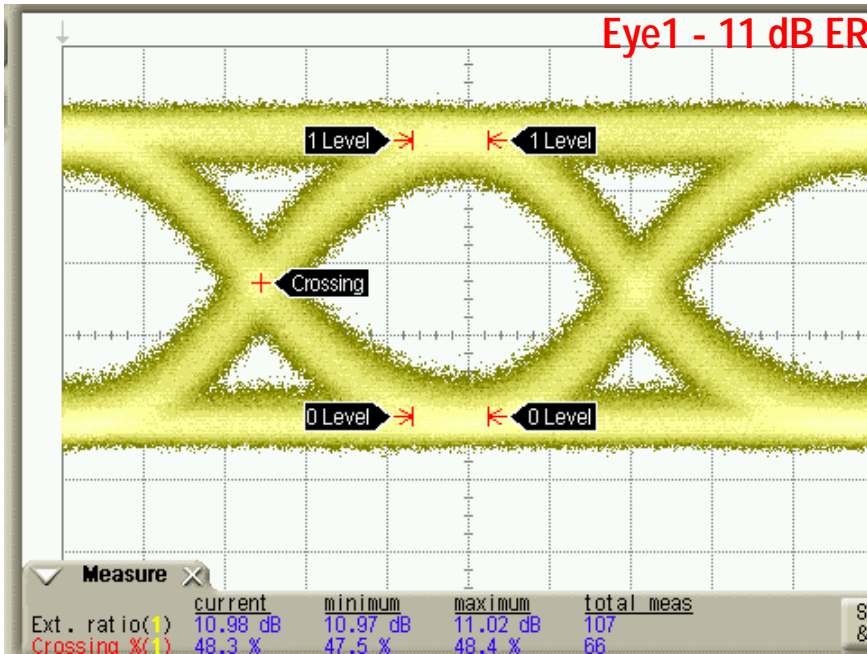 Eye1 - 11 dB ER
1 Level 1 Level
Crossing
0 Level 0 Level
Measure
current minimum maximum total meas
Ext. ratio(1) 10.98 dB 10.97 dB 11.02 dB 107
Crossing %(1) 48.3 % 47.5 % 48.4 % 66
S
&